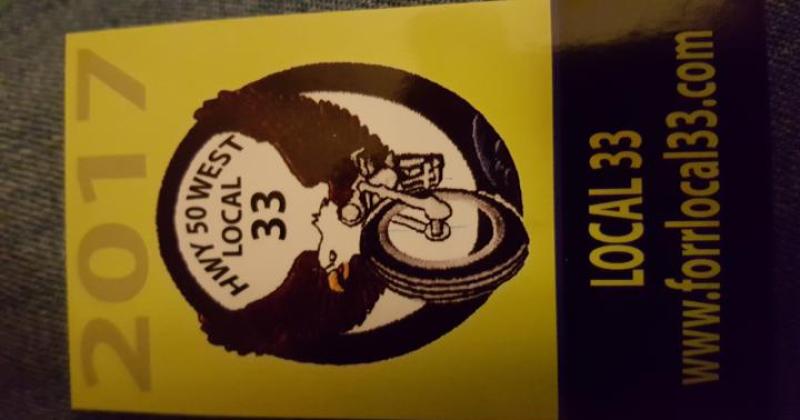 2017
HWY 50 WEST
LOCAL
33
LOCAL 33
www.forrlocal33.com